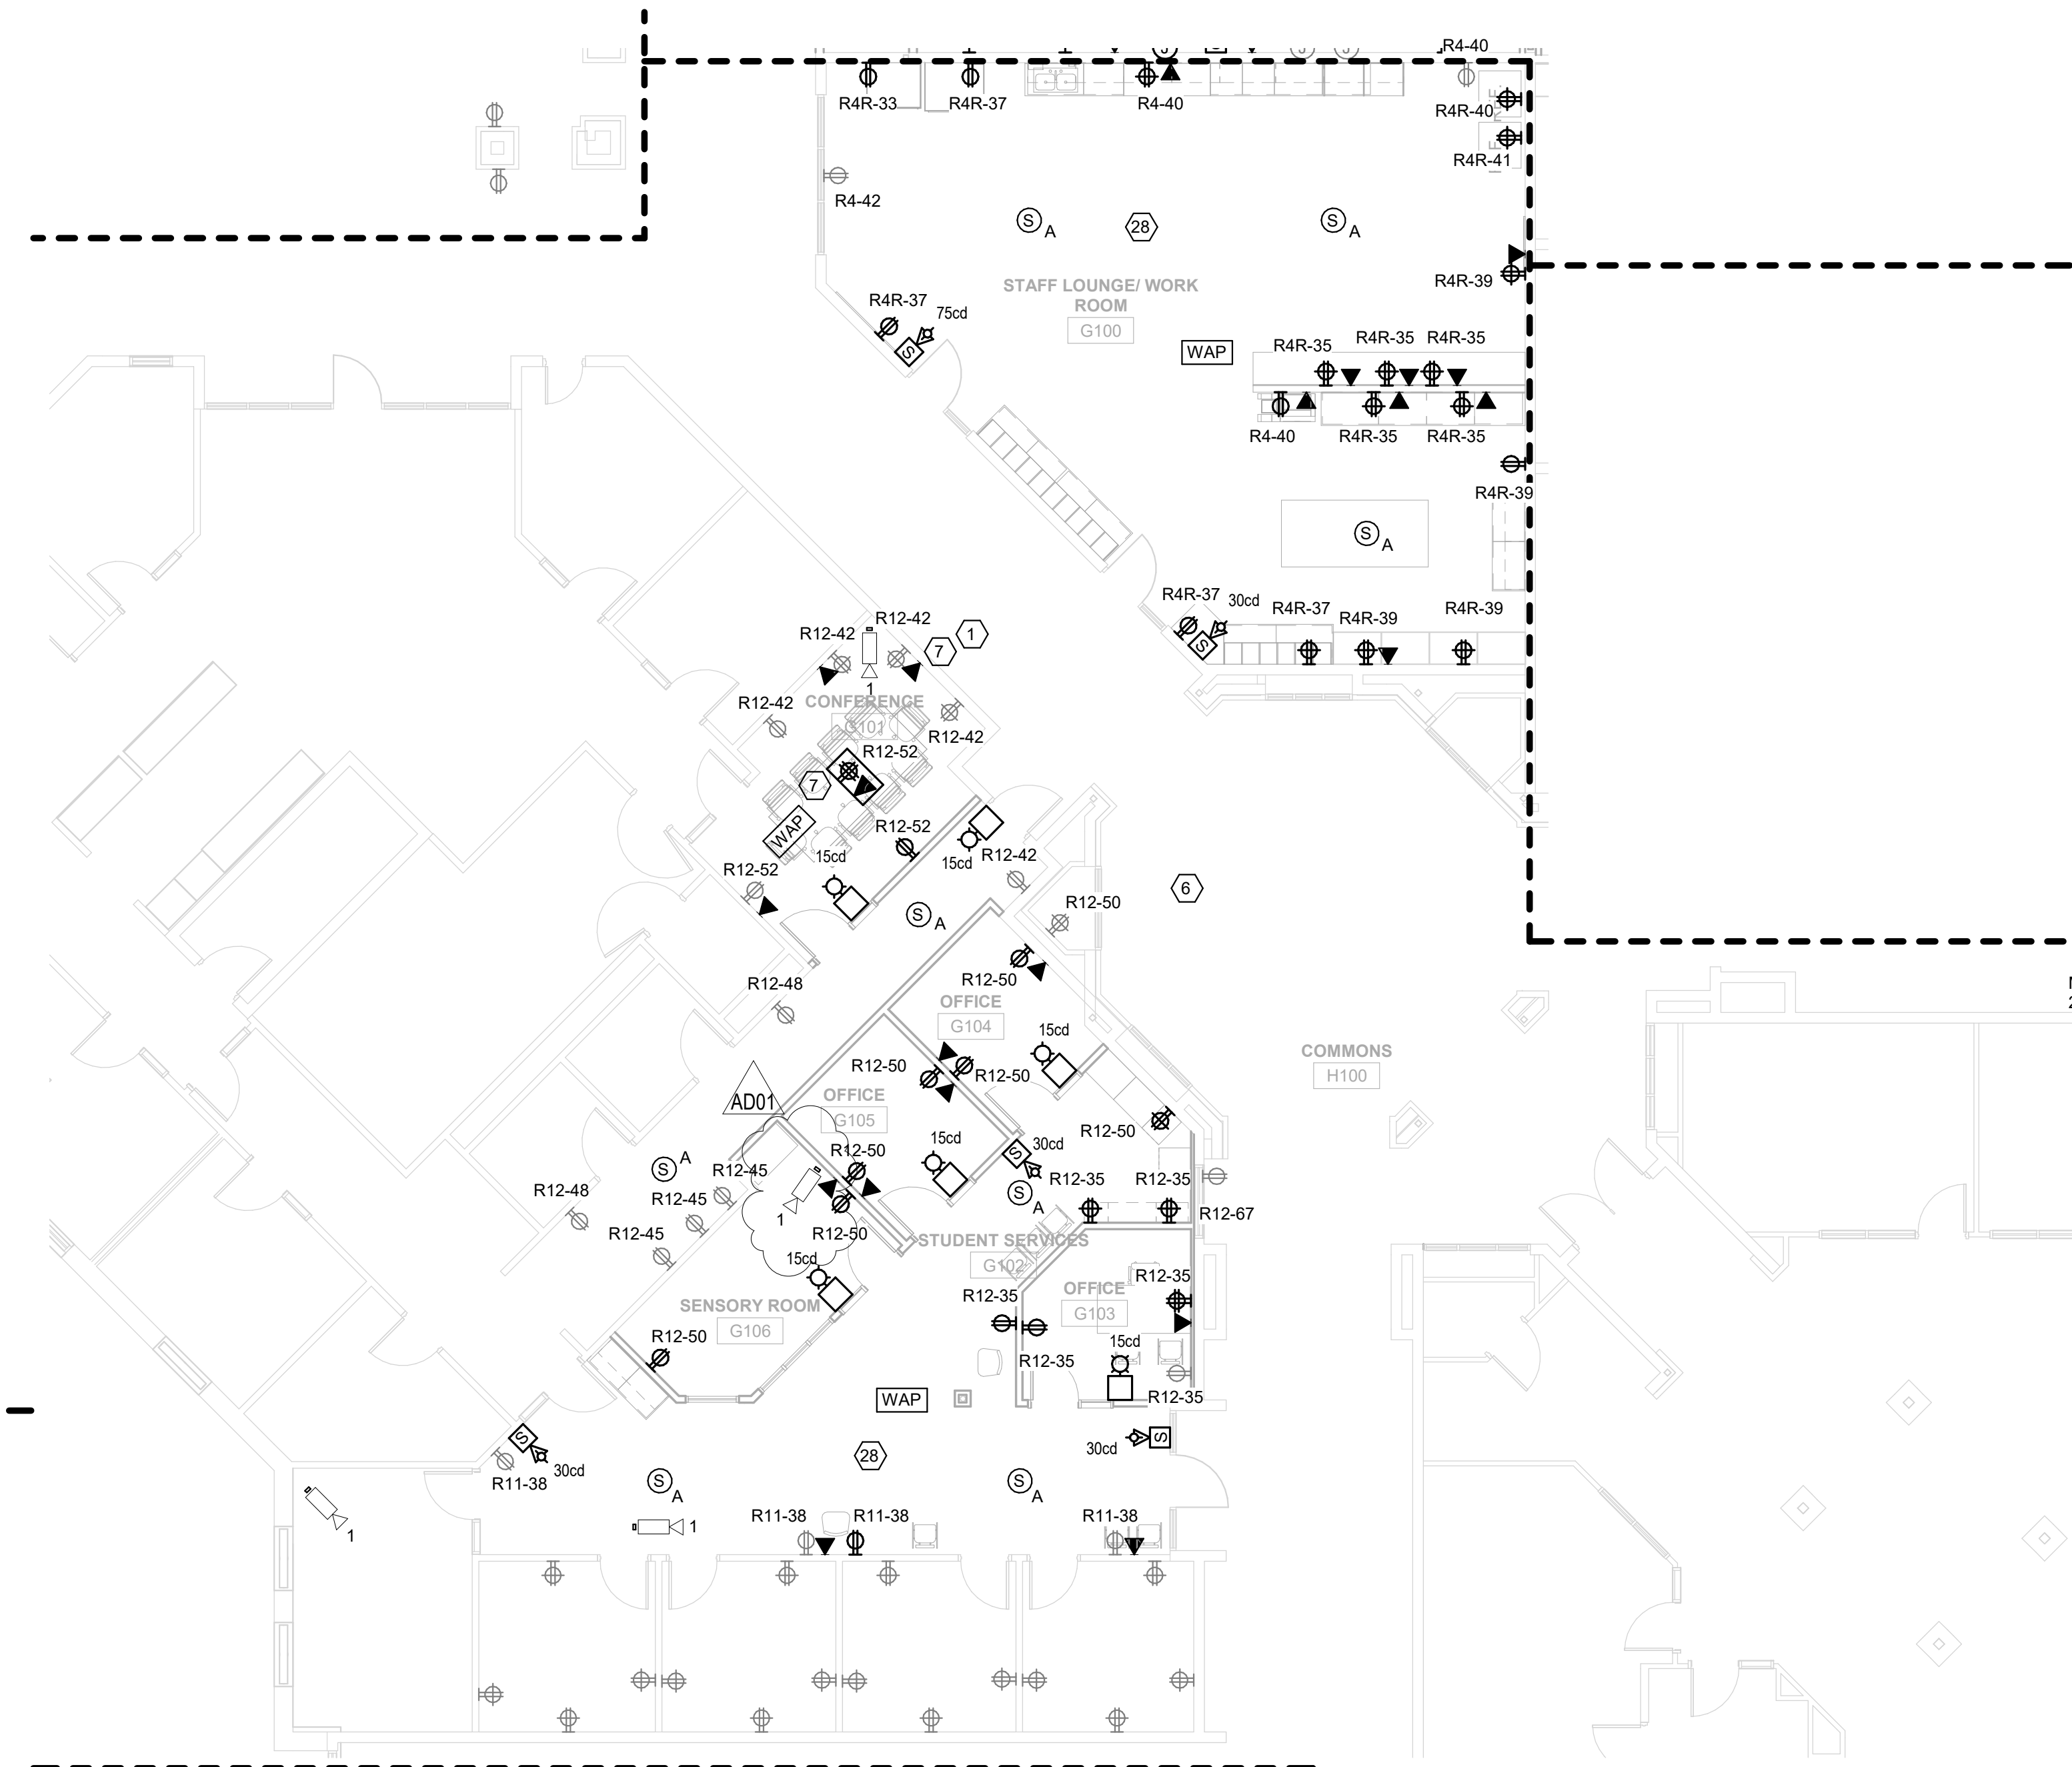 R4-40
R4R-33
R4R-37
R4-40
R4R-40
R4R-41
R4-42
S
A
28
S
A
R4R-39
STAFF LOUNGE/ WORK
ROOM
G100
R4R-37
75cd
S
WAP
R4R-35
R4R-35
R4R-35
R4-40
R4R-35
R4R-35
R4R-39
S
A
R4R-37
30cd
S
R4R-37
R4R-39
R4R-39
R12-42
R12-42
7
1
1
CONFERENCE
G101
R12-42
R12-42
R12-52
7
WAP
R12-52
15cd
15cd
R12-42
R12-52
S
A
6
R12-50
R12-48
R12-50
OFFICE
G104
15cd
COMMONS
H100
R12-50
R12-50
AD01
OFFICE
G105
R12-50
15cd
30cd
S
R12-50
S
A
R12-45
R12-45
R12-45
R12-48
1
R12-50
R12-35
R12-35
S
A
R12-67
STUDENT SERVICES
G102
15cd
R12-35
OFFICE
G103
R12-35
SENSORY ROOM
G106
R12-50
15cd
R12-35
R12-35
WAP
S
30cd
R11-38
28
30cd
S
S
A
S
A
1
1
R11-38
R11-38
R11-38